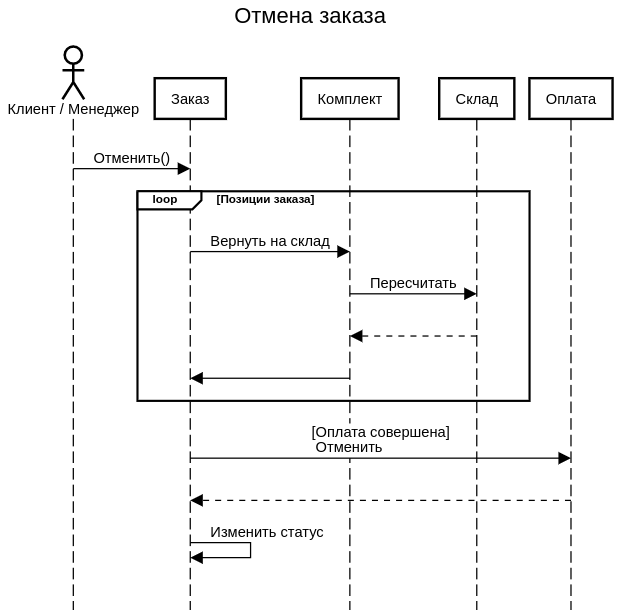 Отмена заказа
Клиент / Менеджер
Заказ
Комплект
Склад
Оплата
Отменить()
loop
[Позиции заказа]
Вернуть на склад
Пересчитать
[Оплата совершена]
Отменить
Изменить статус